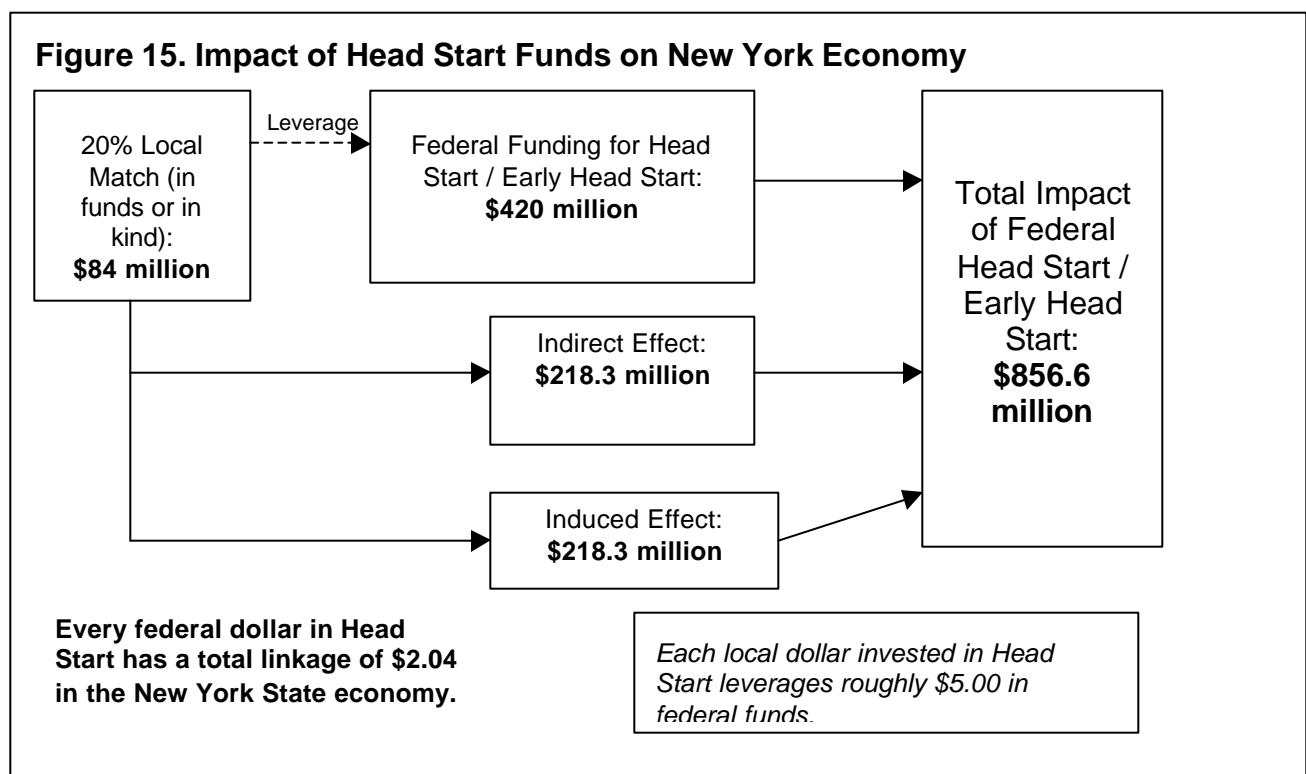 Figure 15. Impact of Head Start Funds on New York Economy
20% Local
Match (in
funds or in
kind):
$84 million
Leverage
Federal Funding for Head
Start / Early Head Start:
$420 million
Total Impact
of Federal
Head Start /
Early Head
Start:
$856.6
million
Indirect Effect:
$218.3 million
Induced Effect:
$218.3 million
Every federal dollar in Head
Start has a total linkage of $2.04
in the New York State economy.
Each local dollar invested in Head
Start leverages roughly $5.00 in
federal funds.